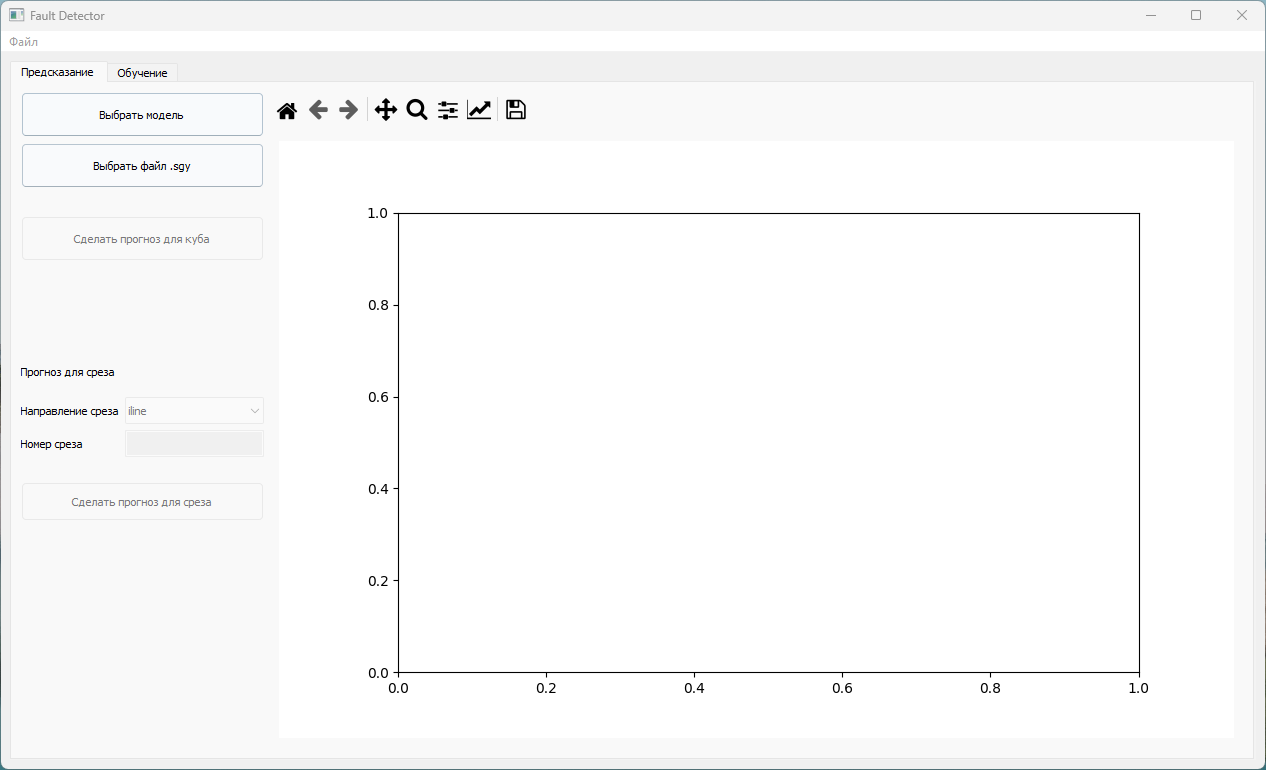 Fault Detector
Файл
Предсказание
Обучение
Выбрать модель
Выбрать файл .sgy
Сделать прогноз для куба
Прогноз для среза
Направление среза
iline
Номер среза
Сделать прогноз для среза
1.0
0.8
0.6
0.4
0.2
0.0
0.0 0.2 0.4 0.6 0.8 1.0